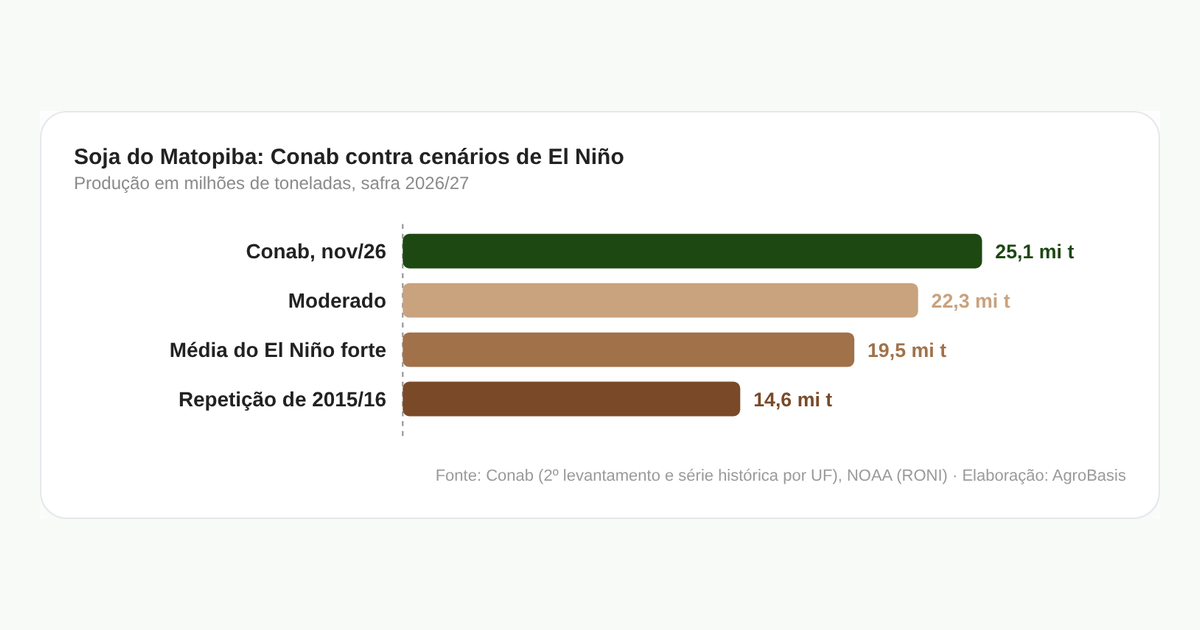 Soja do Matopiba: Conab contra cenários de El Niño
Produção em milhões de toneladas, safra 2026/27
Conab, nov/26 25,1 mi t
Moderado 22,3 mi t
Média do El Niño forte 19,5 mi t
Repetição de 2015/16 14,6 mi t
Fonte: Conab (2º levantamento e série histórica por UF), NOAA (RONI) · Elaboração: AgroBasis